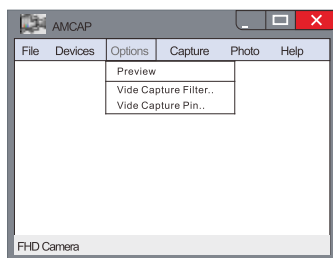 AMCAP
File Devices Options Capture Photo Help
Preview
Vide Capture Filter..
Vide Capture Pin..
FHD Camera